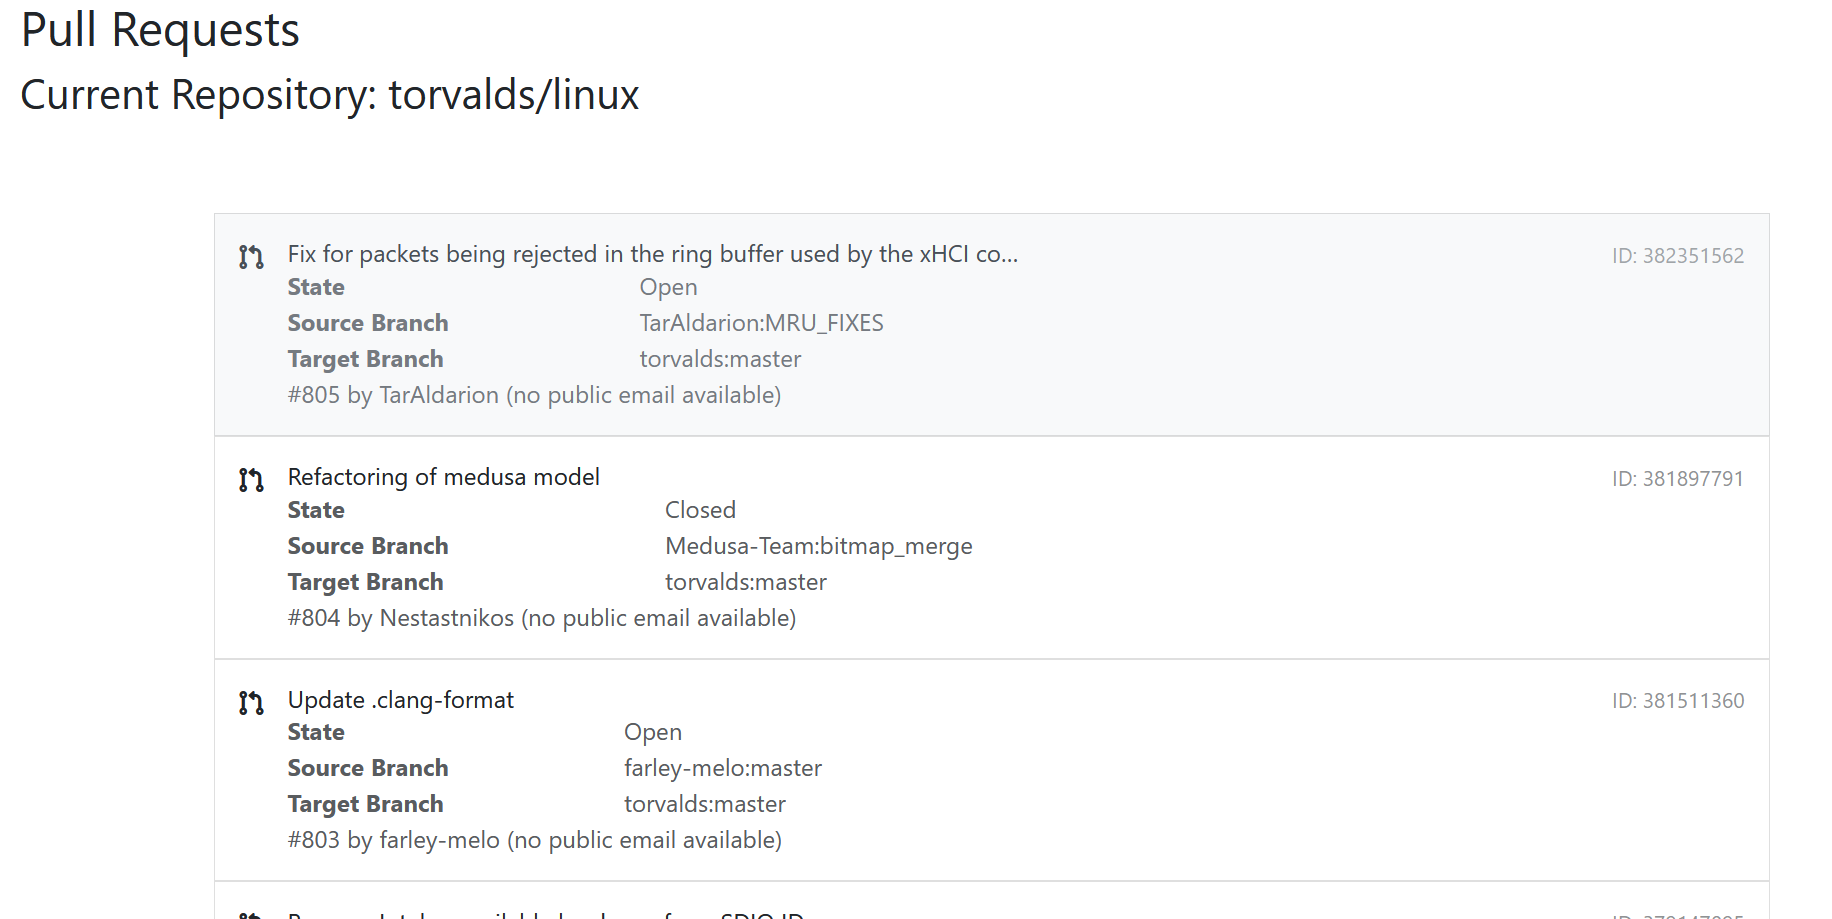 Pull Requests
Current Repository: torvalds/linux
Fix for packets being rejected in the ring buffer used by the xHCI co... ID: 382351562
State Open
Source Branch TarAldarion:MRU_FIXES
Target Branch torvalds:master
#805 by TarAldarion (no public email available)
Refactoring of medusa model ID: 381897791
State Closed
Source Branch Medusa-Team:bitmap_merge
Target Branch torvalds:master
#804 by Nestastnikos (no public email available)
Update .clang-format ID: 381511360
State Open
Source Branch farley-melo:master
Target Branch torvalds:master
#803 by farley-melo (no public email available)
SDIO ID